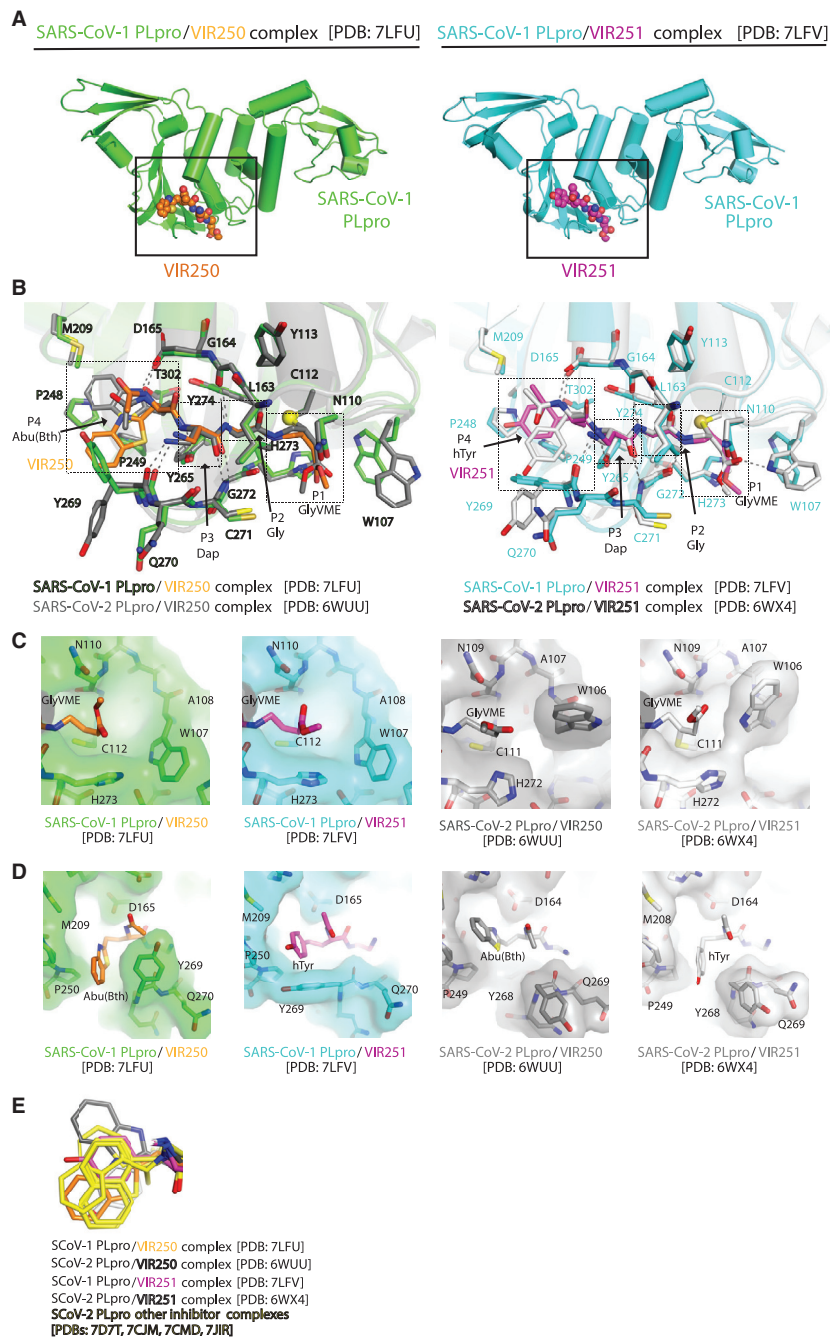 A
SARS-CoV-1 PLpro/VIR250 complex [PDB: 7LFU]
SARS-CoV-1 PLpro/VIR251 complex [PDB: 7LFV]
SARS-CoV-1
PLpro
VIR250
SARS-CoV-1
PLpro
VIR251
B
M209
D165
G164
Y113
T302
C112
P248
L163
Y274
N110
P4
Abu(Bth)
VIR250
P249
H273
Y265
P1
GlyVME
Y269
G272
P2
Gly
W107
P3
Dap
C271
Q270
SARS-CoV-1 PLpro/VIR250 complex [PDB: 7LFU]
SARS-CoV-2 PLpro/VIR250 complex [PDB: 6WUU]
M209
D165
G164
Y113
C112
T302
L163
P248
Y274
N110
P4
hTyr
P249
VIR251
Y265
P1
GlyVME
G273
H273
Y269
W107
P3
Dap
P2
Gly
Q270
C271
SARS-CoV-1 PLpro/VIR251 complex [PDB: 7LFV]
SARS-CoV-2 PLpro/VIR251 complex [PDB: 6WX4]
C
N110
GlyVME
A108
W107
C112
H273
SARS-CoV-1 PLpro/VIR250
[PDB: 7LFU]
N110
GlyVME
A108
W107
C112
H273
SARS-CoV-1 PLpro/VIR251
[PDB: 7LFV]
N109
A107
W106
GlyVME
C111
H272
SARS-CoV-2 PLpro/VIR250
[PDB: 6WUU]
N109
A107
W106
GlyVME
C111
H272
SARS-CoV-2 PLpro/VIR251
[PDB: 6WX4]
D
D165
M209
Y269
P250
Abu(Bth)
Q270
SARS-CoV-1 PLpro/VIR250
[PDB: 7LFU]
D165
M209
hTyr
P250
Q270
Y269
SARS-CoV-1 PLpro/VIR251
[PDB: 7LFV]
D164
Abu(Bth)
Q269
P249
Y268
SARS-CoV-2 PLpro/VIR250
[PDB: 6WUU]
D164
M208
hTyr
P249
Y268
Q269
SARS-CoV-2 PLpro/VIR251
[PDB: 6WX4]
E
SCoV-1 PLpro/VIR250 complex [PDB: 7LFU]
SCoV-2 PLpro/VIR250 complex [PDB: 6WUU]
SCoV-1 PLpro/VIR251 complex [PDB: 7LFV]
SCoV-2 PLpro/VIR251 complex [PDB: 6WX4]
SCoV-2 PLpro other inhibitor complexes
[PDBs: 7D7T, 7CJM, 7CMD, 7JIR]